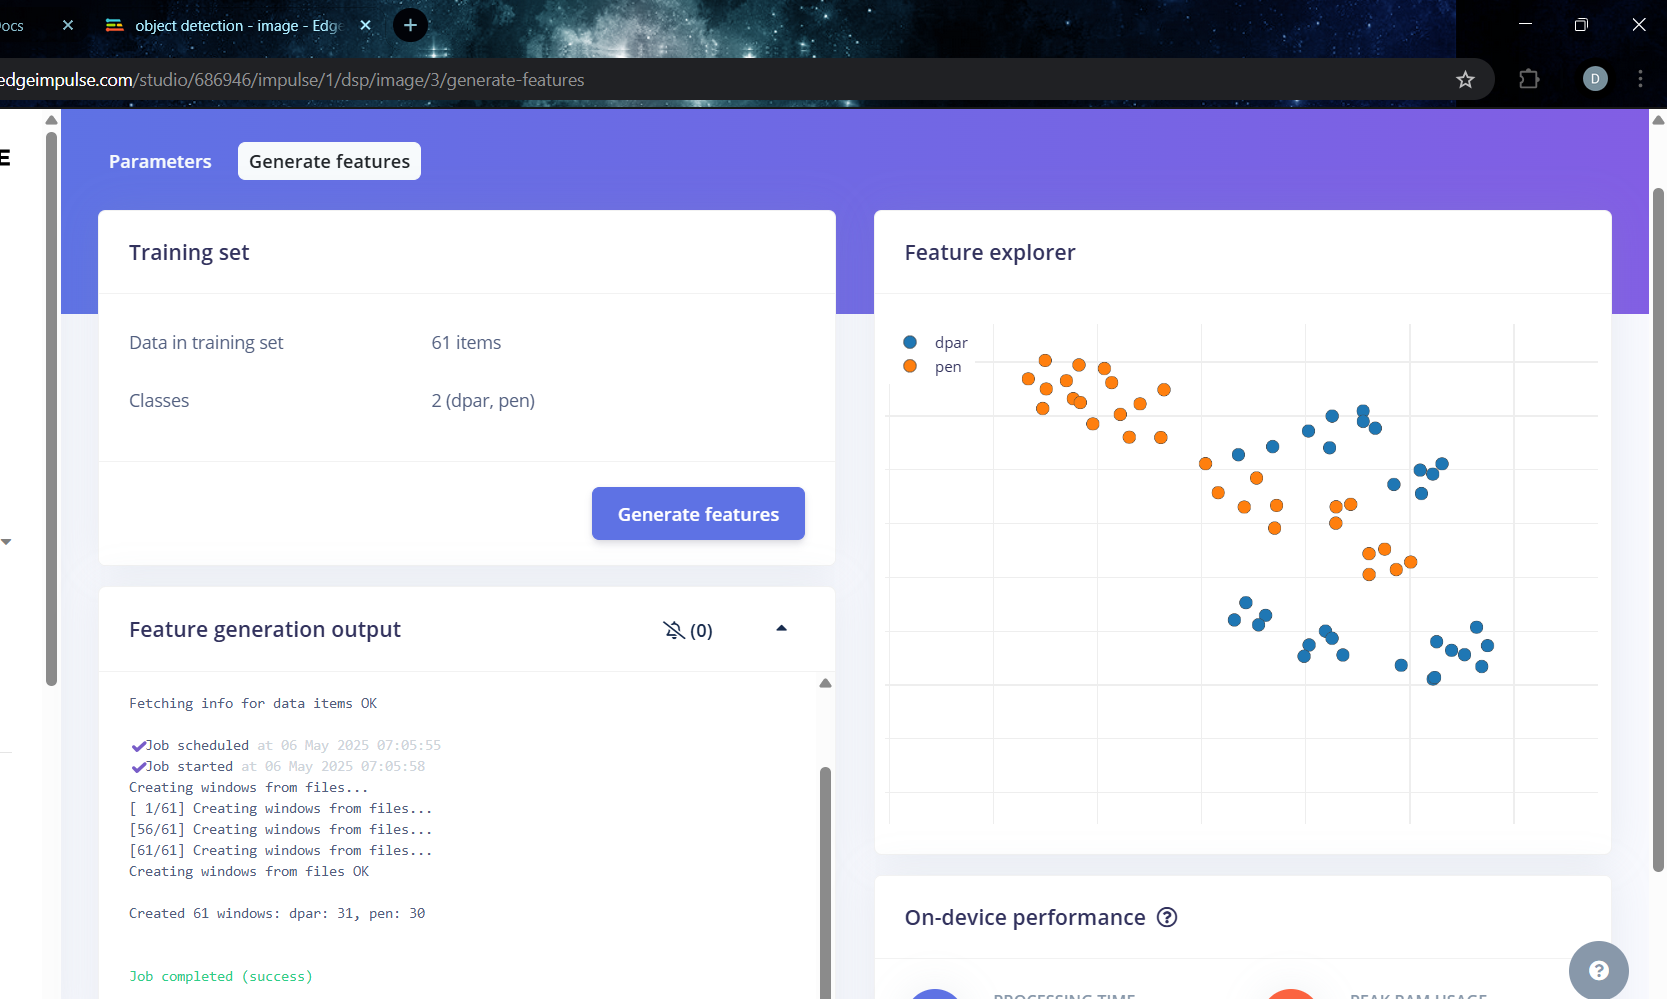 ocs
object detection - image - Edge
edgeimpulse.com/studio/686946/impulse/1/dsp/image/3/generate-features
D
E
Parameters
Generate features
Training set
Data in training set 61 items
Classes 2 (dpar, pen)
Generate features
Feature generation output
(0)
Fetching info for data items OK
Job scheduled at 06 May 2025 07:05:55
Job started at 06 May 2025 07:05:58
Creating windows from files...
[ 1/61] Creating windows from files...
[56/61] Creating windows from files...
[61/61] Creating windows from files...
Creating windows from files OK
Created 61 windows: dpar: 31, pen: 30
Job completed (success)
Feature explorer
dpar
pen
On-device performance ?
PROCESSING TIME
PEAK RAM USAGE
?